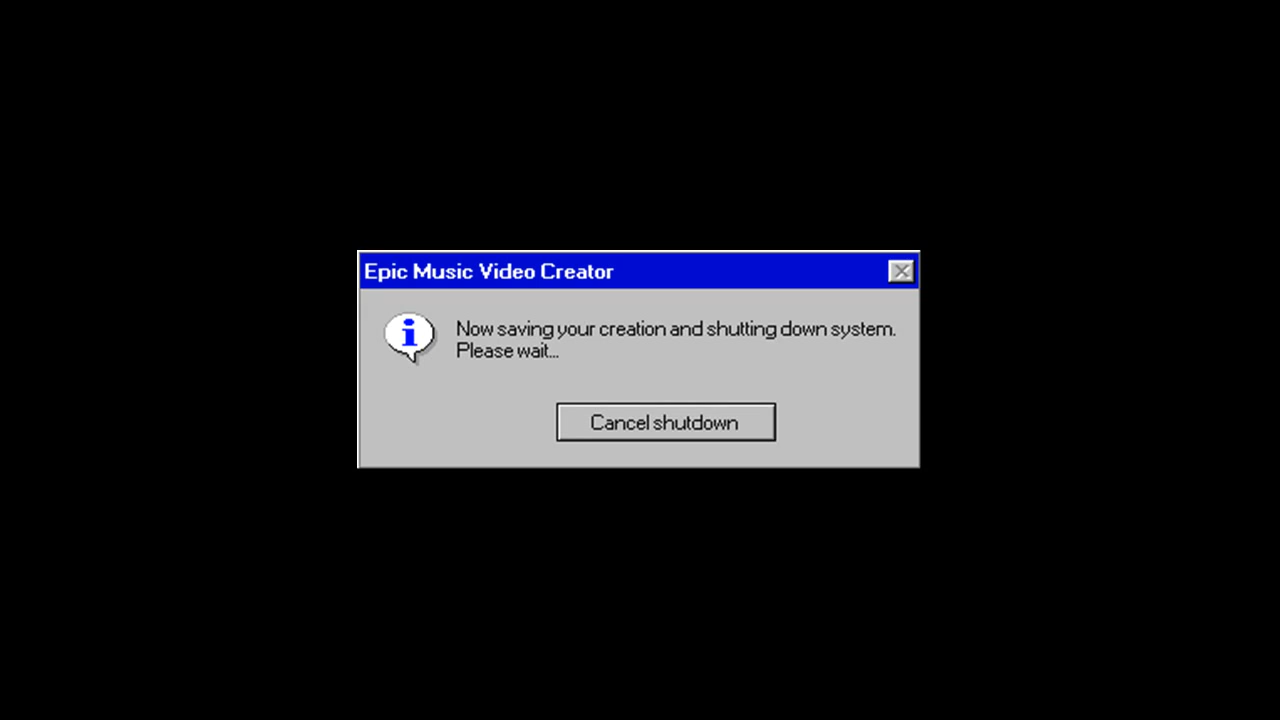 Epic Music Video Creator
Now saving your creation and shutting down system.
Please wait...
Cancel shutdown